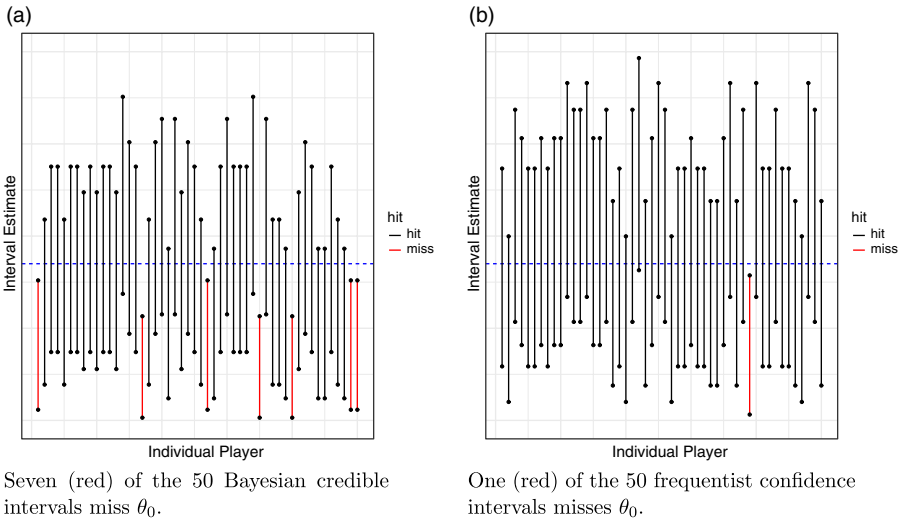 (a)
Interval Estimate
hit
hit
miss
Individual Player
Seven (red) of the 50 Bayesian credible
intervals miss θ₀.
(b)
Interval Estimate
hit
hit
miss
Individual Player
One (red) of the 50 frequentist confidence
intervals misses θ₀.